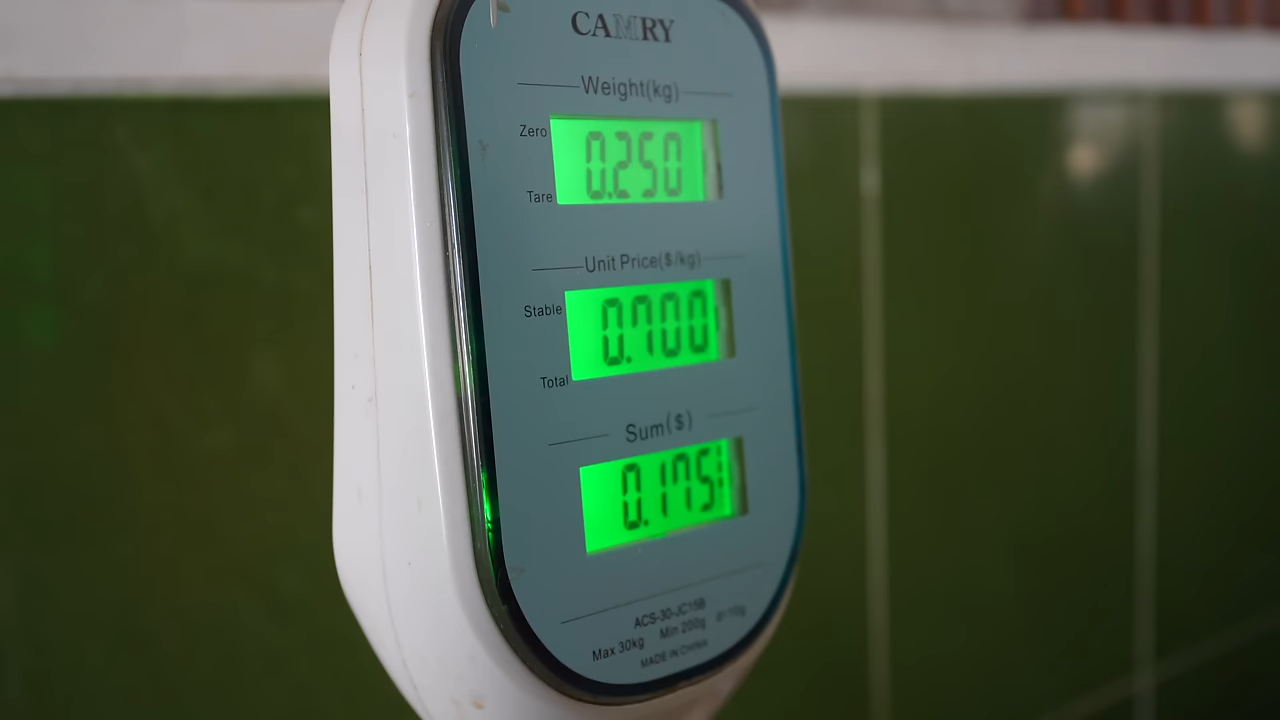 CAMRY
Weight(kg)
Zero
0.250
Tare
Unit Price($/kg)
Stable
0.700
Total
Sum($)
0.175
ACS-30-JC15B
Max 30kg Min 200g d=10g
MADE IN CHINA